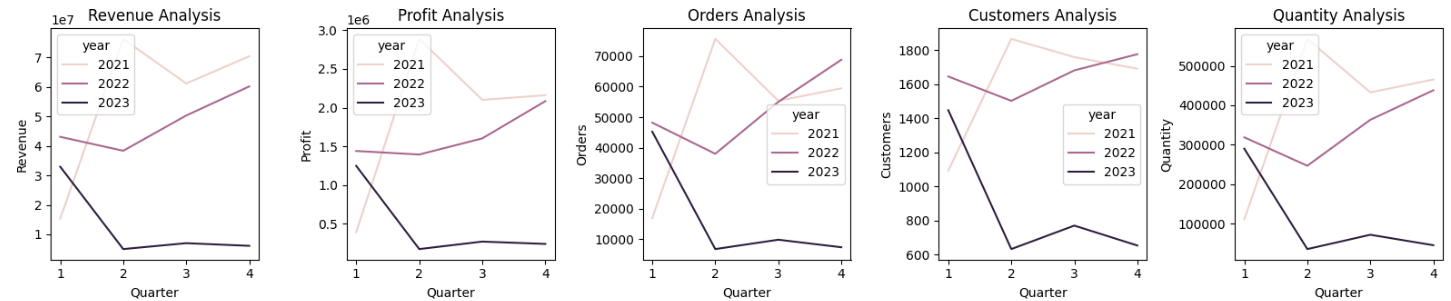 Revenue Analysis
1e7
year
2021
2022
2023
7
6
5
4
3
2
1
Revenue
1 2 3 4
Quarter
Profit Analysis
1e6
year
2021
2022
2023
3.0
2.5
2.0
1.5
1.0
0.5
Profit
1 2 3 4
Quarter
Orders Analysis
70000
60000
50000
40000
30000
20000
10000
Orders
year
2021
2022
2023
1 2 3 4
Quarter
Customers Analysis
1800
1600
1400
1200
1000
800
600
Customers
year
2021
2022
2023
1 2 3 4
Quarter
Quantity Analysis
year
2021
2022
2023
500000
400000
300000
200000
100000
Quantity
1 2 3 4
Quarter